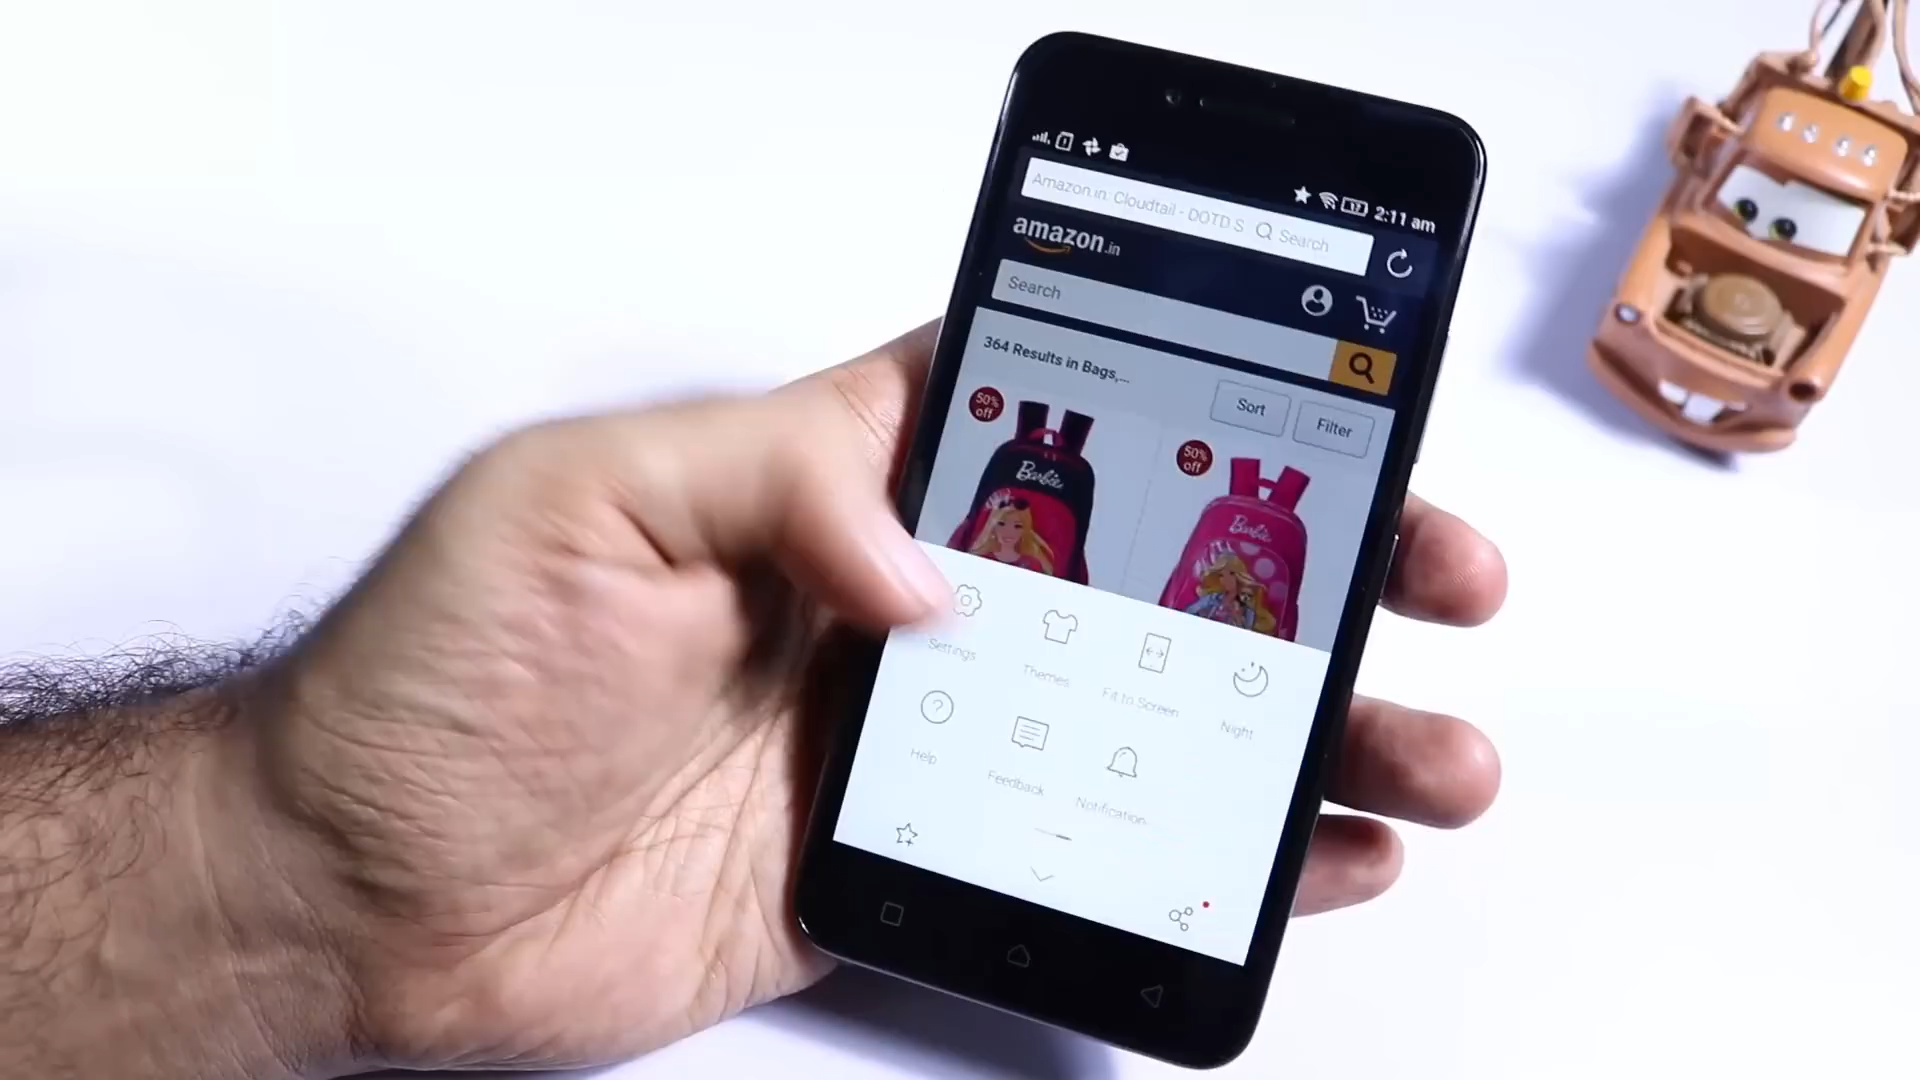 2:11 am
Amazon.in: Cloudtail - DOTD S Search
amazon.in
Search
364 Results in Bags,...
Sort
Filter
50% off
50% off
Barbie
Barbie
Settings
Themes
Fit to Screen
Night
Help
Feedback
Notification